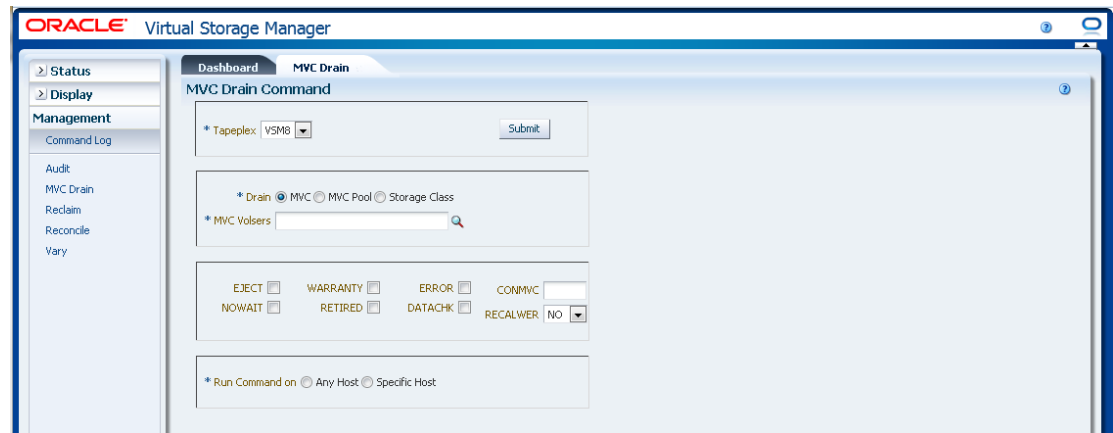 ORACLE® Virtual Storage Manager
Status
Display
Management
Command Log
Audit
MVC Drain
Reclaim
Reconcile
Vary
Dashboard MVC Drain
MVC Drain Command
* Tapeplex VSM8 Submit
* Drain MVC MVC Pool Storage Class
* MVC Volsers
EJECT WARRANTY ERROR CONMVC
NOWAIT RETIRED DATACHK RECALWER NO
* Run Command on Any Host Specific Host